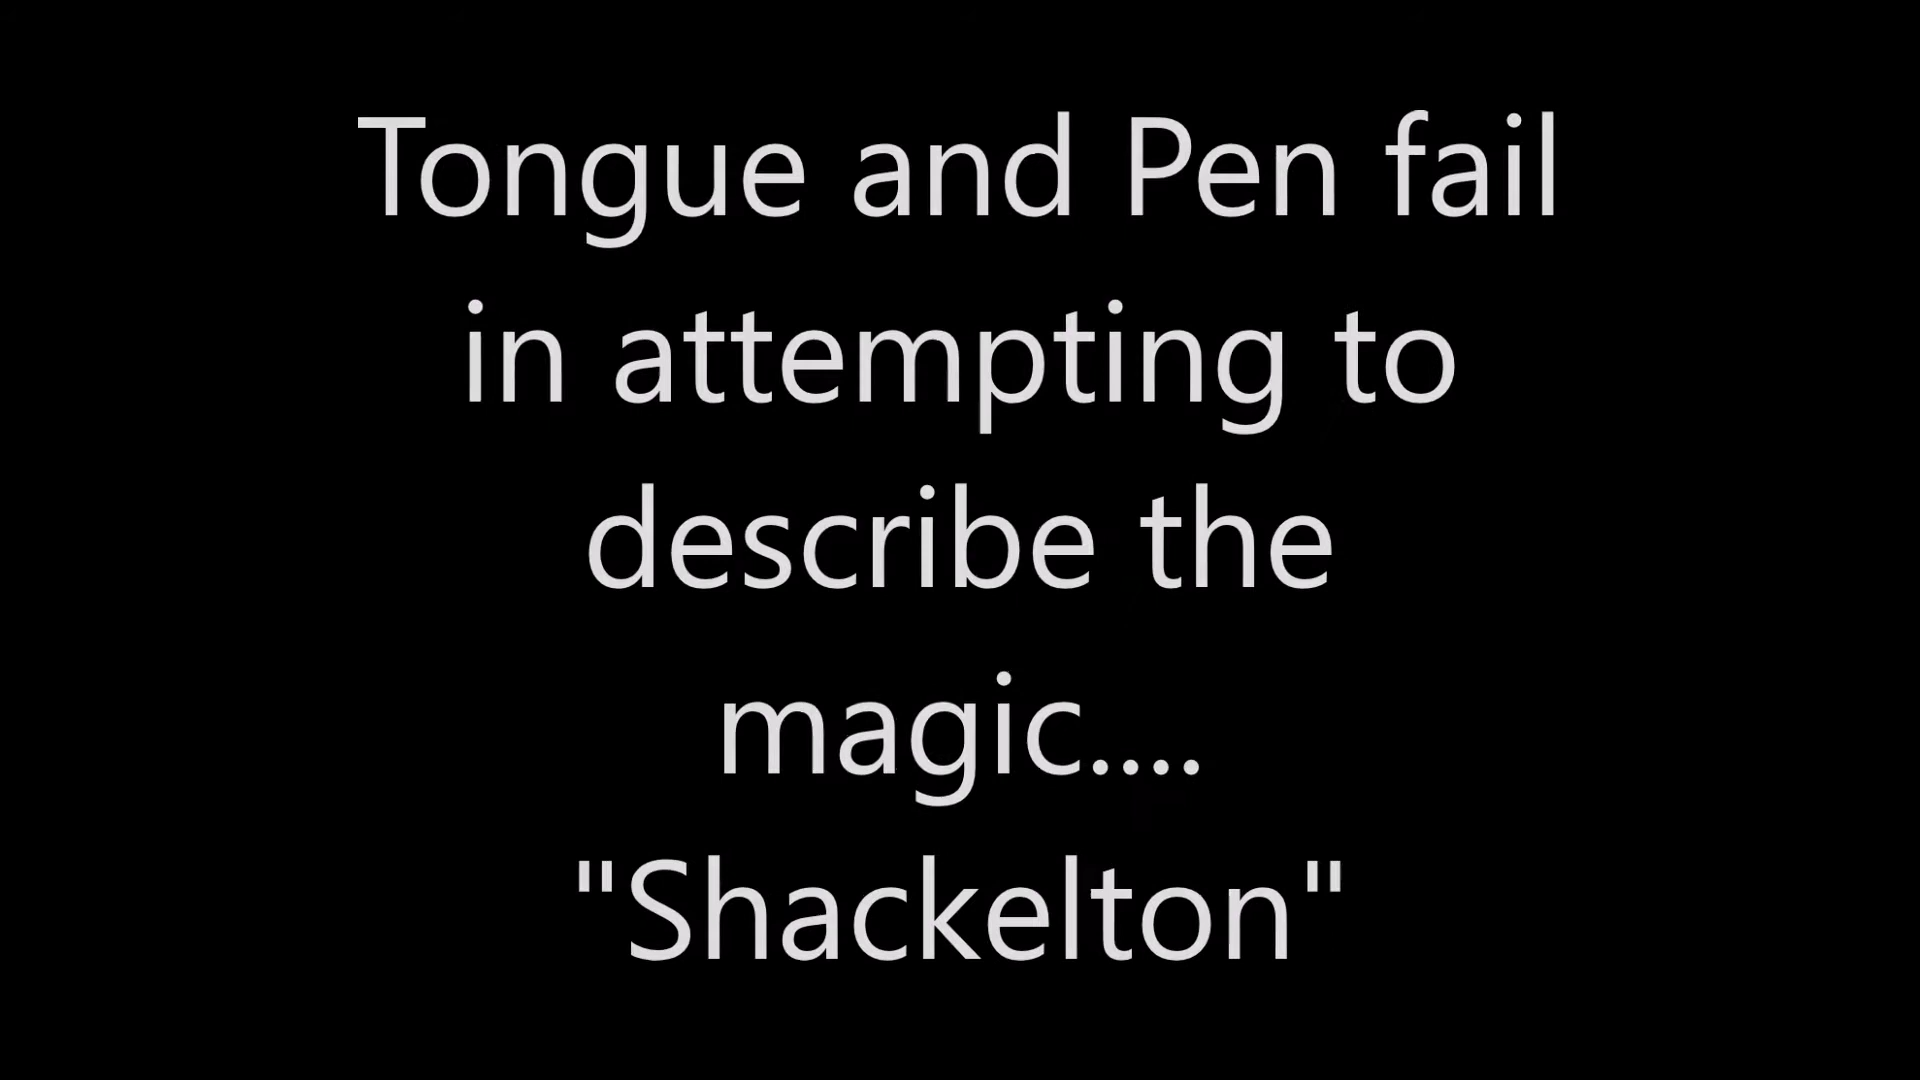 Tongue and Pen fail
in attempting to
describe the
magic....
"Shackelton"